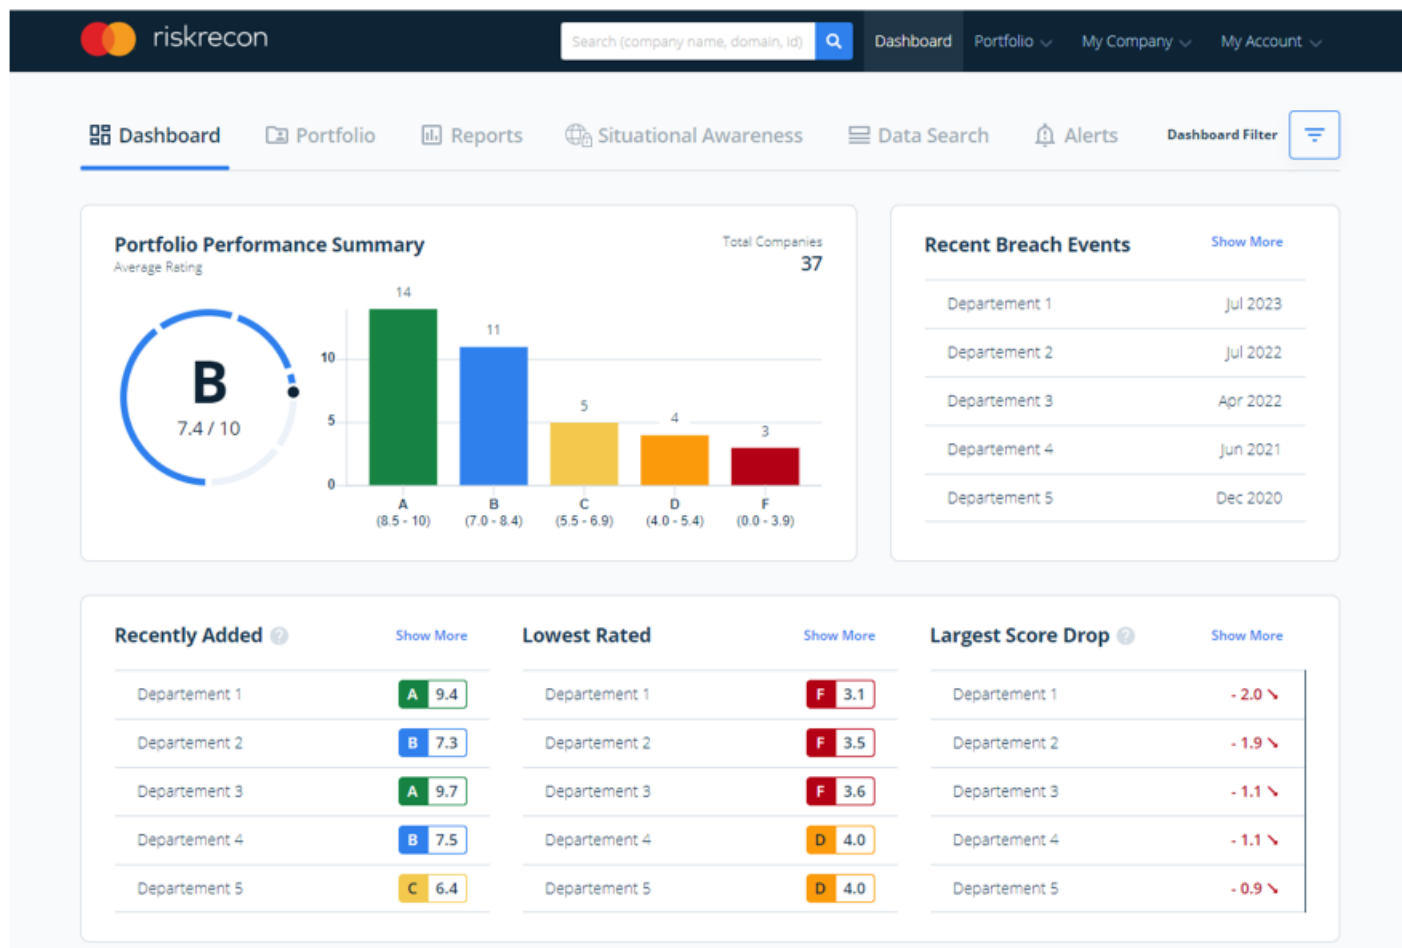 riskrecon
Search (company name, domain, id)
Dashboard
Portfolio
My Company
My Account
Dashboard
Portfolio
Reports
Situational Awareness
Data Search
Alerts
Dashboard Filter
Portfolio Performance Summary
Average Rating
Total Companies
37
B
7.4 / 10
14
11
5
4
3
10
5
0
A
B
C
D
F
(8.5 - 10)
(7.0 - 8.4)
(5.5 - 6.9)
(4.0 - 5.4)
(0.0 - 3.9)
Recent Breach Events
Show More
Departement 1 Jul 2023
Departement 2 Jul 2022
Departement 3 Apr 2022
Departement 4 Jun 2021
Departement 5 Dec 2020
Recently Added ?
Show More
Departement 1 A 9.4
Departement 2 B 7.3
Departement 3 A 9.7
Departement 4 B 7.5
Departement 5 C 6.4
Lowest Rated
Show More
Departement 1 F 3.1
Departement 2 F 3.5
Departement 3 F 3.6
Departement 4 D 4.0
Departement 5 D 4.0
Largest Score Drop ?
Show More
Departement 1 - 2.0
Departement 2 - 1.9
Departement 3 - 1.1
Departement 4 - 1.1
Departement 5 - 0.9